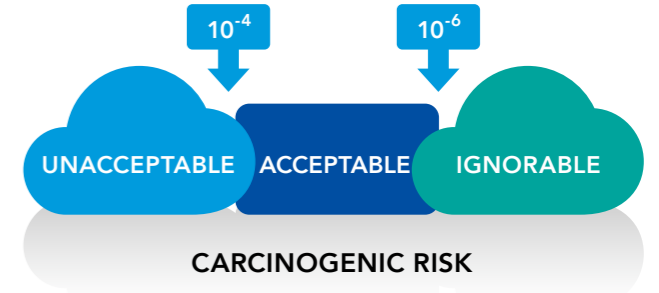 10⁻⁴ 10⁻⁶
UNACCEPTABLE ACCEPTABLE IGNORABLE
CARCINOGENIC RISK